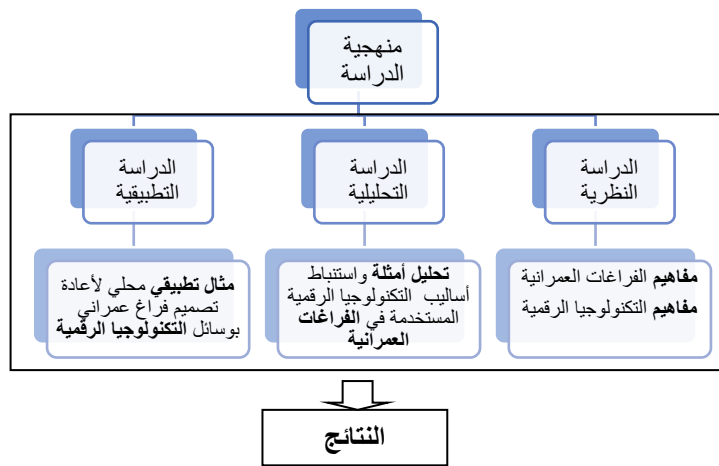 منهجية
الدراسة
الدراسة
النظرية
الدراسة
التحليلية
الدراسة
التطبيقية
مفاهيم الفراغات العمرانية
مفاهيم التكنولوجيا الرقمية
تحليل أمثلة واستنباط
أساليب التكنولوجيا الرقمية
المستخدمة في الفراغات
العمرانية
مثال تطبيقي محلي لأعادة
تصميم فراغ عمراني
بوسائل التكنولوجيا الرقمية
النتائج